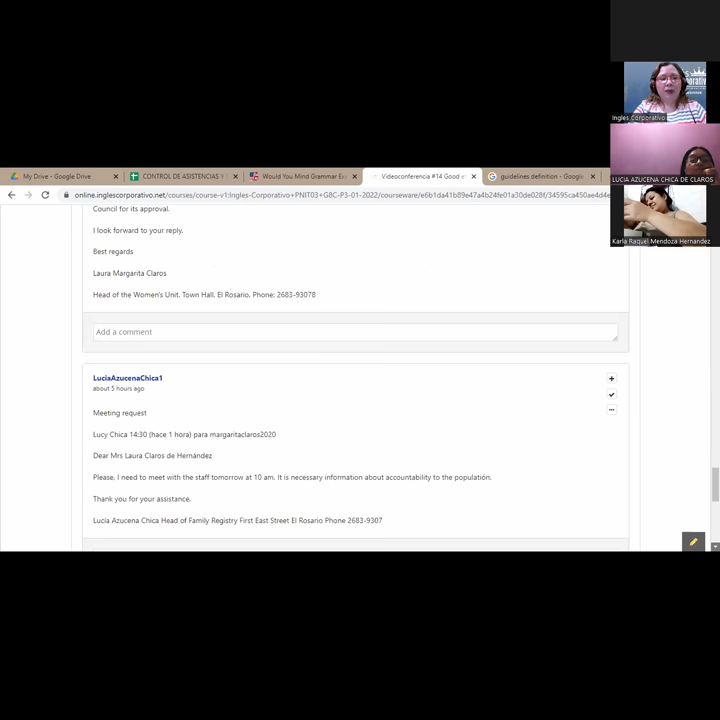 Ingles Corporativo
LUCIA AZUCENA CHICA DE CLAROS
Karla Raquel Mendoza Hernandez
My Drive - Google Drive
CONTROL DE ASISTENCIAS Y
Would You Mind Grammar Exe
Videoconferencia #14 Good e
guidelines definition - Google
online.inglescorporativo.net/courses/course-v1:Ingles-Corporativo+PNIT03+G8C-P3-01-2022/courseware/e6b1da41b89e47a4b24fe01a30de028f/34595ca450ae4d4e
Council for its approval.
I look forward to your reply.
Best regards
Laura Margarita Claros
Head of the Women's Unit. Town Hall, El Rosario. Phone: 2683-93078
Add a comment
LuciaAzucenaChica1
about 5 hours ago
Meeting request
Lucy Chica 14:30 (hace 1 hora) para margaritaclaros2020
Dear Mrs Laura Claros de Hernández
Please, I need to meet with the staff tomorrow at 10 am. It is necessary information about accountability to the populatión.
Thank you for your assistance.
Lucía Azucena Chica Head of Family Registry First East Street El Rosario Phone 2683-9307